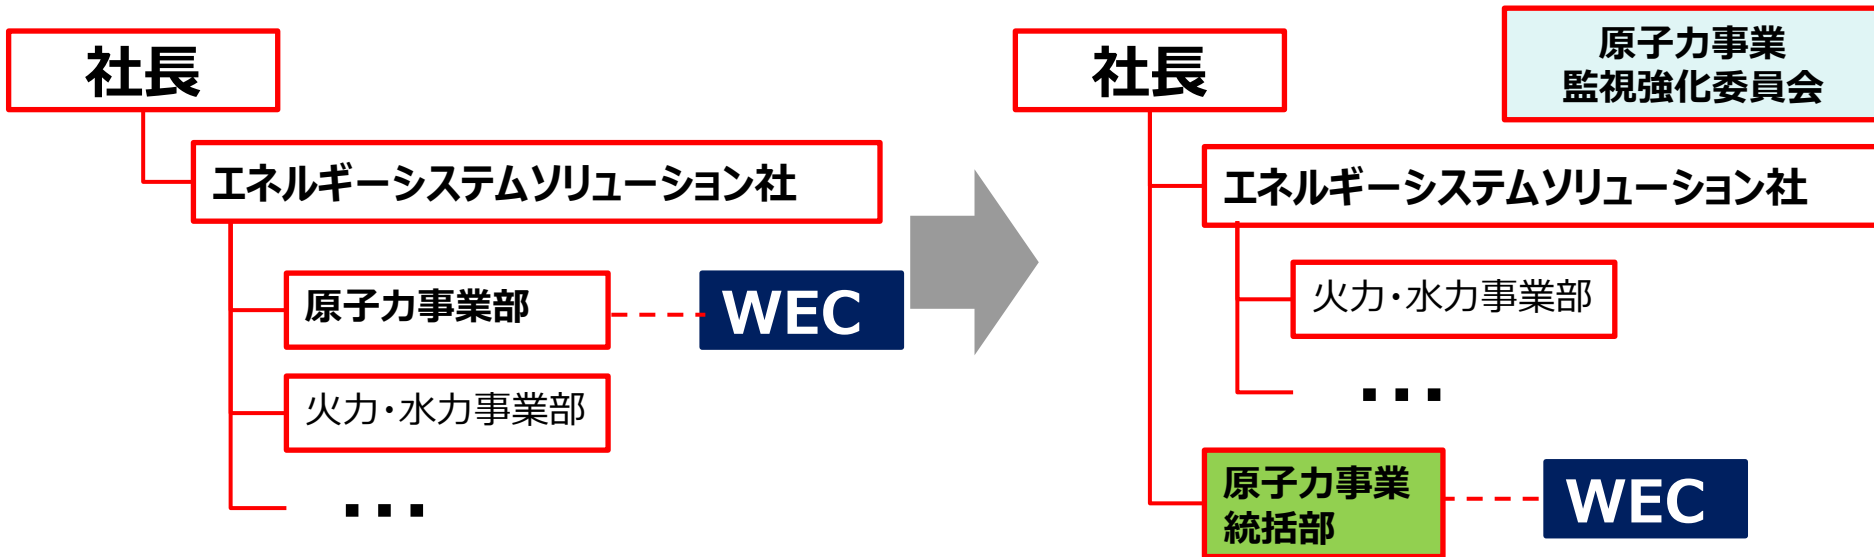 社長
エネルギーシステムソリューション社
原子力事業部
WEC
火力・水力事業部
...
社長
原子力事業
監視強化委員会
エネルギーシステムソリューション社
火力・水力事業部
...
原子力事業
統括部
WEC